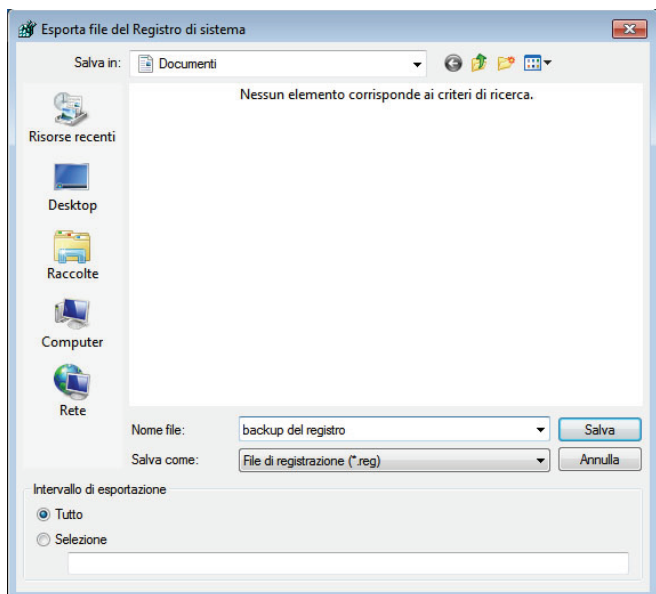 Esporta file del Registro di sistema
Salva in:
Documenti
Nessun elemento corrisponde ai criteri di ricerca.
Risorse recenti
Desktop
Raccolte
Computer
Rete
Nome file:
backup del registro
Salva
Salva come:
File di registrazione (*.reg)
Annulla
Intervallo di esportazione
Tutto
Selezione